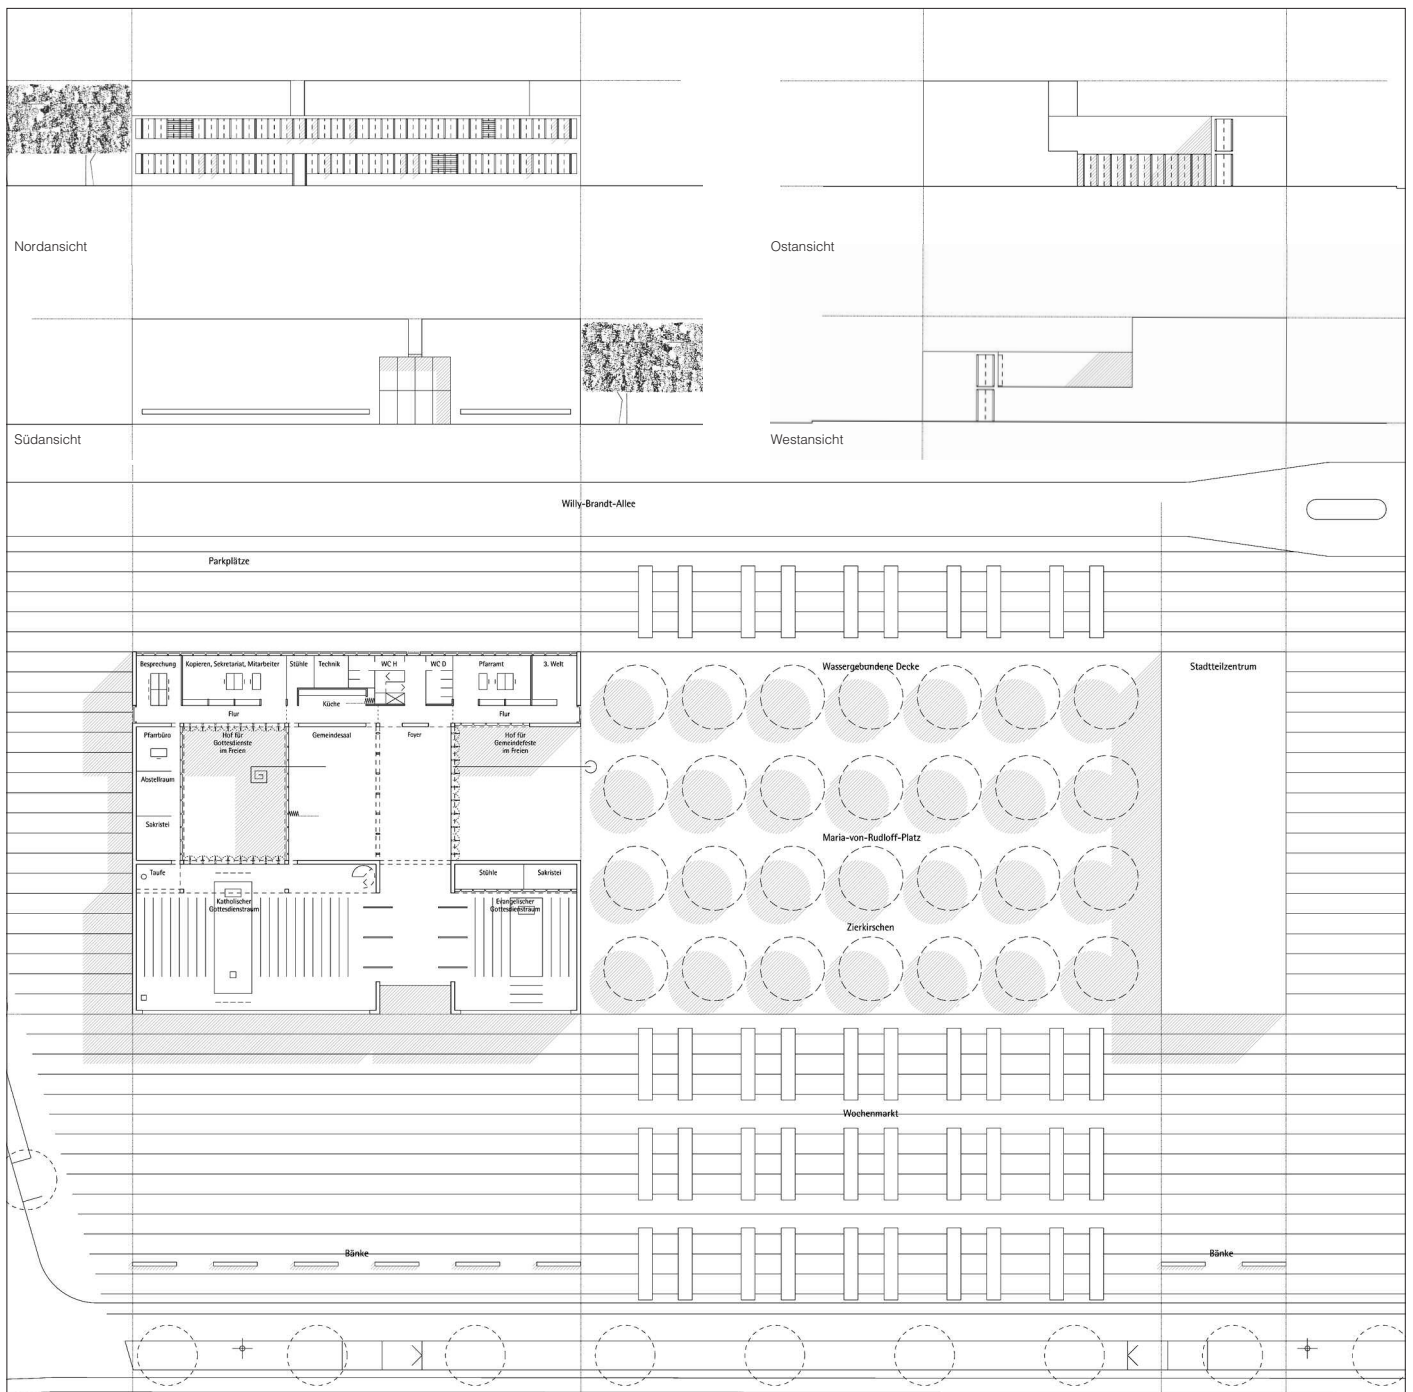 Nordansicht
Ostansicht
Südansicht
Westansicht
Willy-Brandt-Allee
Parkplätze
Besprechung
Kopieren, Sekretariat, Mitarbeiter
Stühle
Technik
WC H
WC D
Pfarramt
3. Welt
Wassergebundene Decke
Stadtteilzentrum
Küche
Flur
Flur
Pfarrbüro
Hof für
Gottesdienste
im Freien
Gemeindesaal
Foyer
Hof für
Gemeindefeste
im Freien
Abstellraum
Sakristei
Maria-von-Rudloff-Platz
Taufe
Stühle
Sakristei
Katholischer
Gottesdienstraum
Evangelischer
Gottesdienstraum
Zierkirschen
Wochenmarkt
Bänke
Bänke